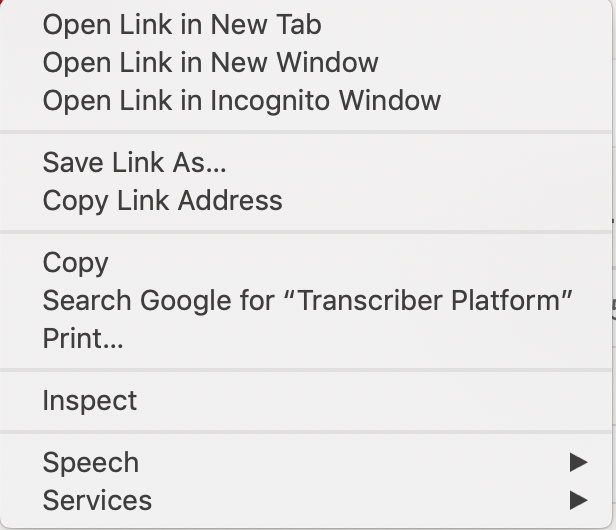 Open Link in New Tab
Open Link in New Window
Open Link in Incognito Window
Save Link As...
Copy Link Address
Copy
Search Google for “Transcriber Platform”
Print...
Inspect
Speech
Services